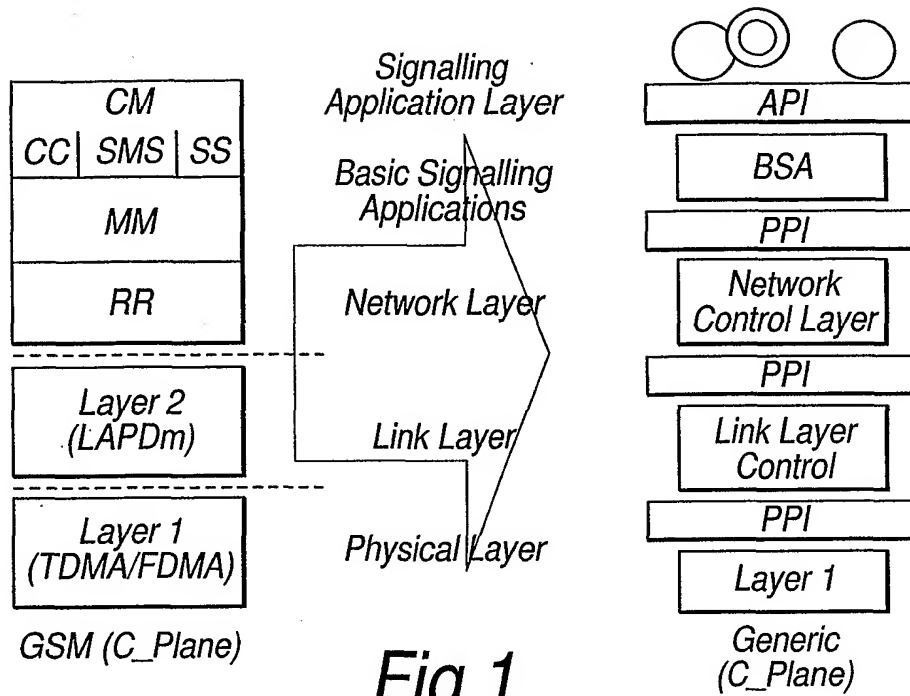 CM
CC SMS SS
MM
RR
Layer 2
(LAPDm)
Layer 1
(TDMA/FDMA)
GSM (C_Plane)
Signalling
Application Layer
Basic Signalling
Applications
Network Layer
Link Layer
Physical Layer
API
BSA
PPI
Network
Control Layer
PPI
Link Layer
Control
PPI
Layer 1
Generic
(C_Plane)
Fig.1